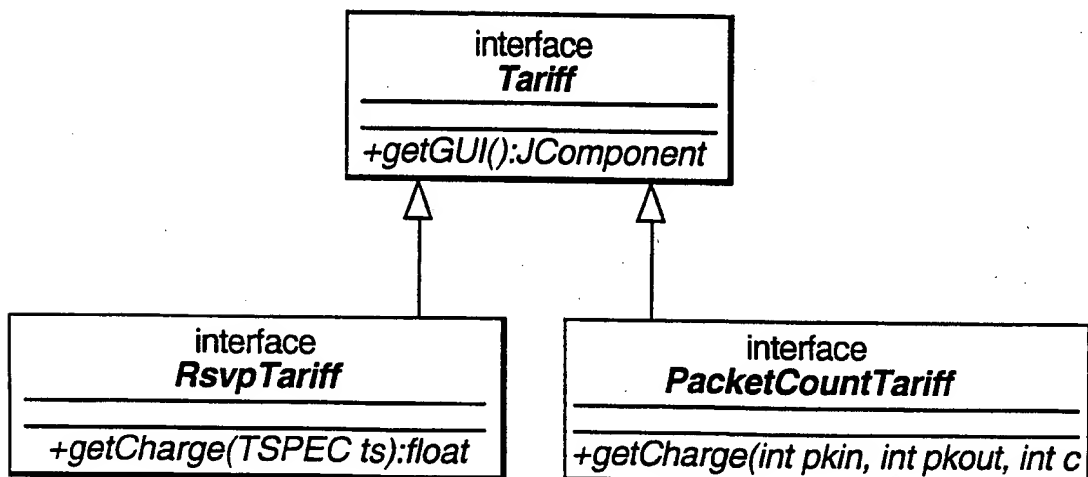 interface
Tariff
+getGUI():JComponent
interface
RsvpTariff
+getCharge(TSPEC ts):float
interface
PacketCountTariff
+getCharge(int pkin, int pkout, int c